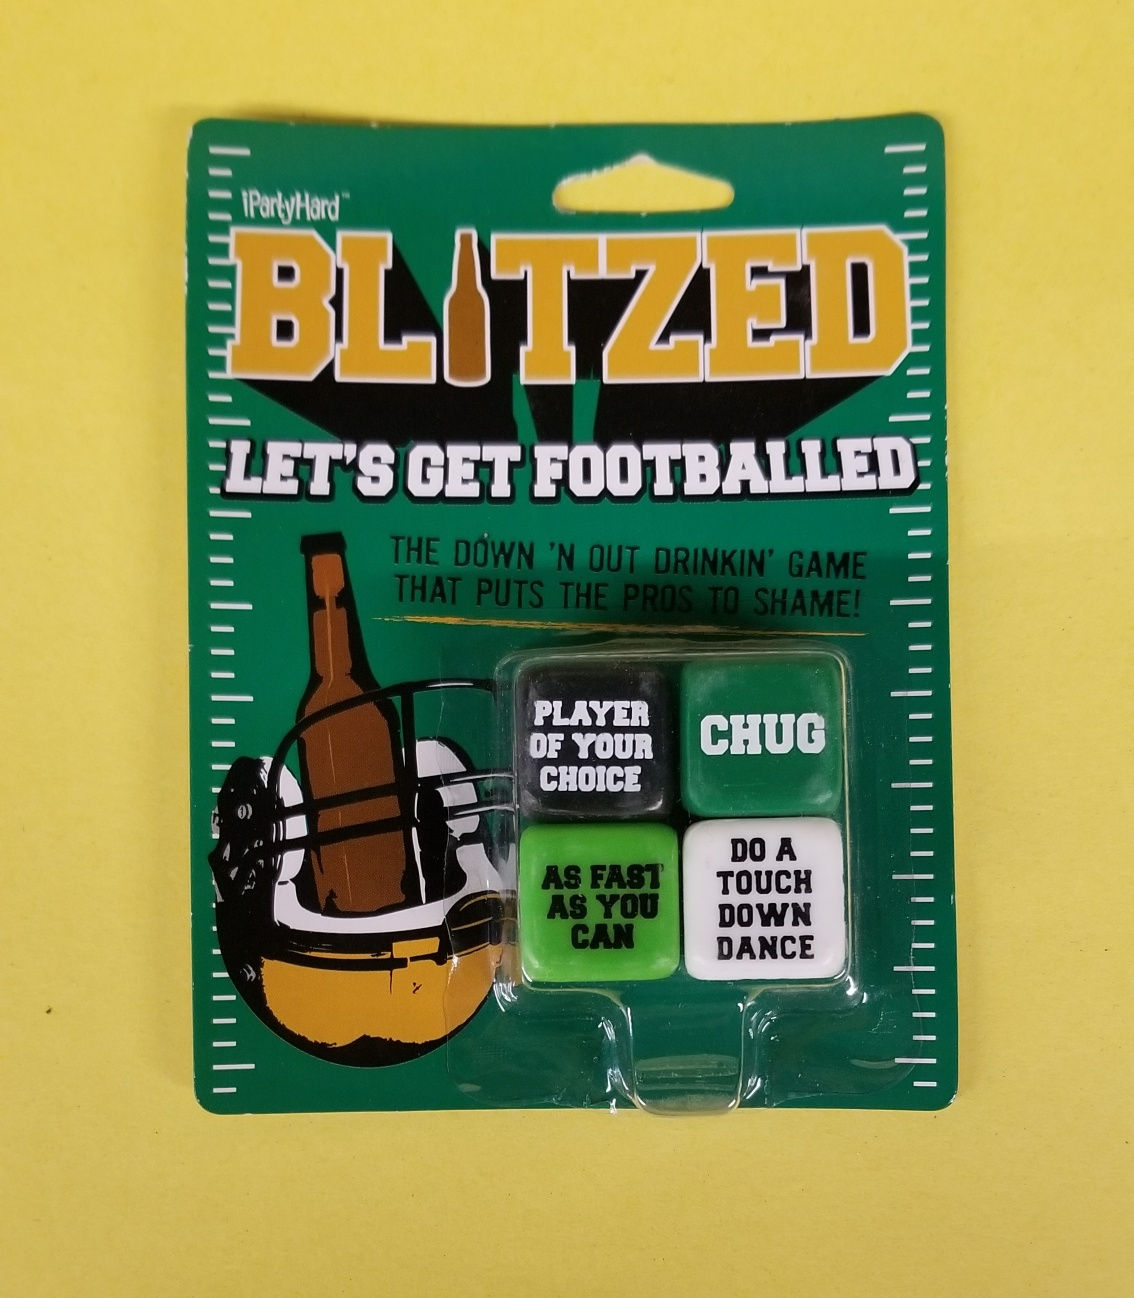 iPartyHard™
BLITZED
LET'S GET FOOTBALLED
THE DOWN 'N OUT DRINKIN' GAME
THAT PUTS THE PROS TO SHAME!
PLAYER
OF YOUR
CHOICE
CHUG
AS FAST
AS YOU
CAN
DO A
TOUCH
DOWN
DANCE